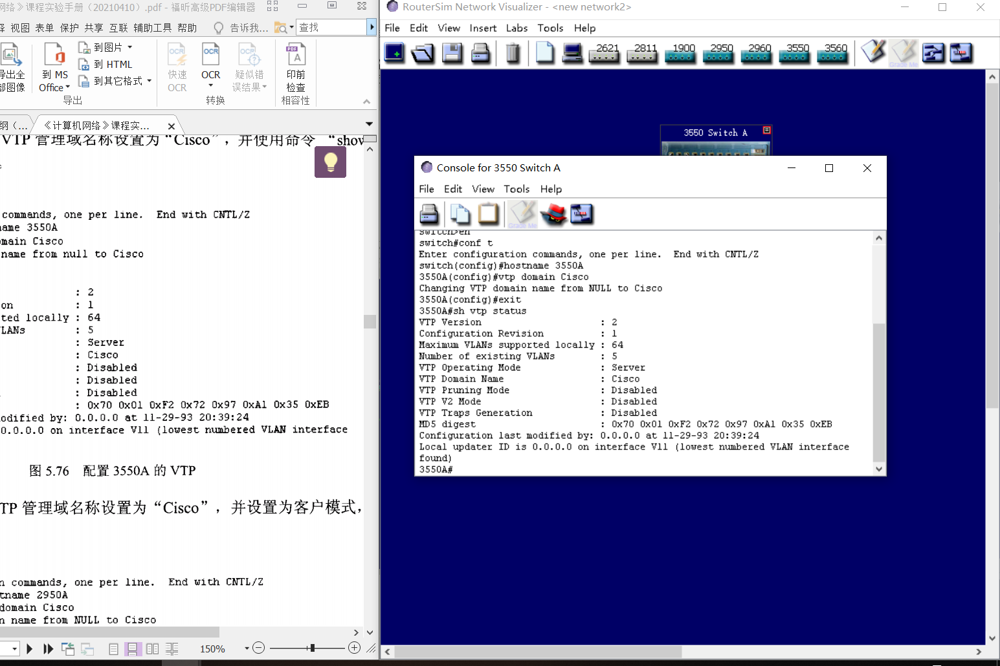 网络》课程实验手册（20210410）.pdf - 福昕高级PDF编辑器
释 视图 表单 保护 共享 互联 辅助工具 帮助 告诉我... 查找
到图片
到 HTML
到其它格式
导出全
部图像
到 MS
Office
导出
快速
OCR
OCR
疑似错
误结果
转换
印前
检查
相容性
纲（...
《计算机网络》课程实...
VTP 管理域名称设置为“Cisco”，并使用命令 “show
commands, one per line.  End with CNTL/Z
name 3550A
main Cisco
name from null to Cisco
: 2
on : 1
ted locally : 64
LANs : 5
: Server
: Cisco
: Disabled
: Disabled
: Disabled
: 0x70 0x01 0xF2 0x72 0x97 0xA1 0x35 0xEB
odified by: 0.0.0.0 at 11-29-93 20:39:24
0.0.0.0 on interface Vl1 (lowest numbered VLAN interface
图 5.76 配置 3550A 的 VTP
TP 管理域名称设置为“Cisco”，并设置为客户模式，
n commands, one per line.  End with CNTL/Z
tname 2950A
domain Cisco
n name from NULL to Cisco
150%
RouterSim Network Visualizer - <new network2>
File Edit View Insert Labs Tools Help
2621 2811 1900 2950 2960 3550 3560
Grade Me
3550 Switch A
Console for 3550 Switch A
File Edit View Tools Help
Grade Me
switch>en
switch#conf t
Enter configuration commands, one per line.  End with CNTL/Z
switch(config)#hostname 3550A
3550A(config)#vtp domain Cisco
Changing VTP domain name from NULL to Cisco
3550A(config)#exit
3550A#sh vtp status
VTP Version : 2
Configuration Revision : 1
Maximum VLANs supported locally : 64
Number of existing VLANs : 5
VTP Operating Mode : Server
VTP Domain Name : Cisco
VTP Pruning Mode : Disabled
VTP V2 Mode : Disabled
VTP Traps Generation : Disabled
MD5 digest : 0x70 0x01 0xF2 0x72 0x97 0xA1 0x35 0xEB
Configuration last modified by: 0.0.0.0 at 11-29-93 20:39:24
Local updater ID is 0.0.0.0 on interface Vl1 (lowest numbered VLAN interface
found)
3550A#